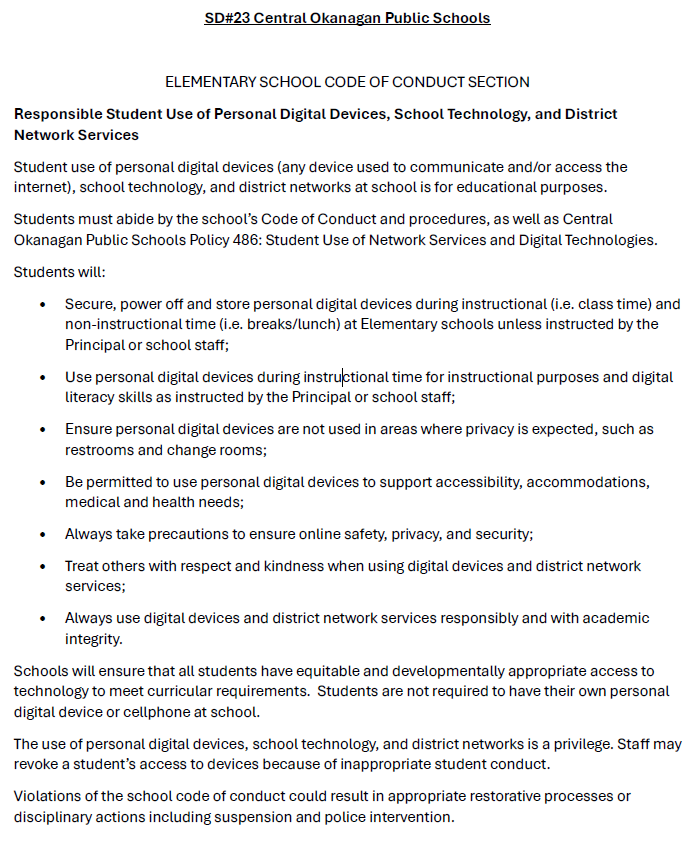 SD#23 Central Okanagan Public Schools
ELEMENTARY SCHOOL CODE OF CONDUCT SECTION
Responsible Student Use of Personal Digital Devices, School Technology, and District
Network Services
Student use of personal digital devices (any device used to communicate and/or access the
internet), school technology, and district networks at school is for educational purposes.
Students must abide by the school's Code of Conduct and procedures, as well as Central
Okanagan Public Schools Policy 486: Student Use of Network Services and Digital Technologies.
Students will:
• Secure, power off and store personal digital devices during instructional (i.e. class time) and
non-instructional time (i.e. breaks/lunch) at Elementary schools unless instructed by the
Principal or school staff;
• Use personal digital devices during instructional time for instructional purposes and digital
literacy skills as instructed by the Principal or school staff;
• Ensure personal digital devices are not used in areas where privacy is expected, such as
restrooms and change rooms;
• Be permitted to use personal digital devices to support accessibility, accommodations,
medical and health needs;
• Always take precautions to ensure online safety, privacy, and security;
• Treat others with respect and kindness when using digital devices and district network
services;
• Always use digital devices and district network services responsibly and with academic
integrity.
Schools will ensure that all students have equitable and developmentally appropriate access to
technology to meet curricular requirements.  Students are not required to have their own personal
digital device or cellphone at school.
The use of personal digital devices, school technology, and district networks is a privilege. Staff may
revoke a student's access to devices because of inappropriate student conduct.
Violations of the school code of conduct could result in appropriate restorative processes or
disciplinary actions including suspension and police intervention.